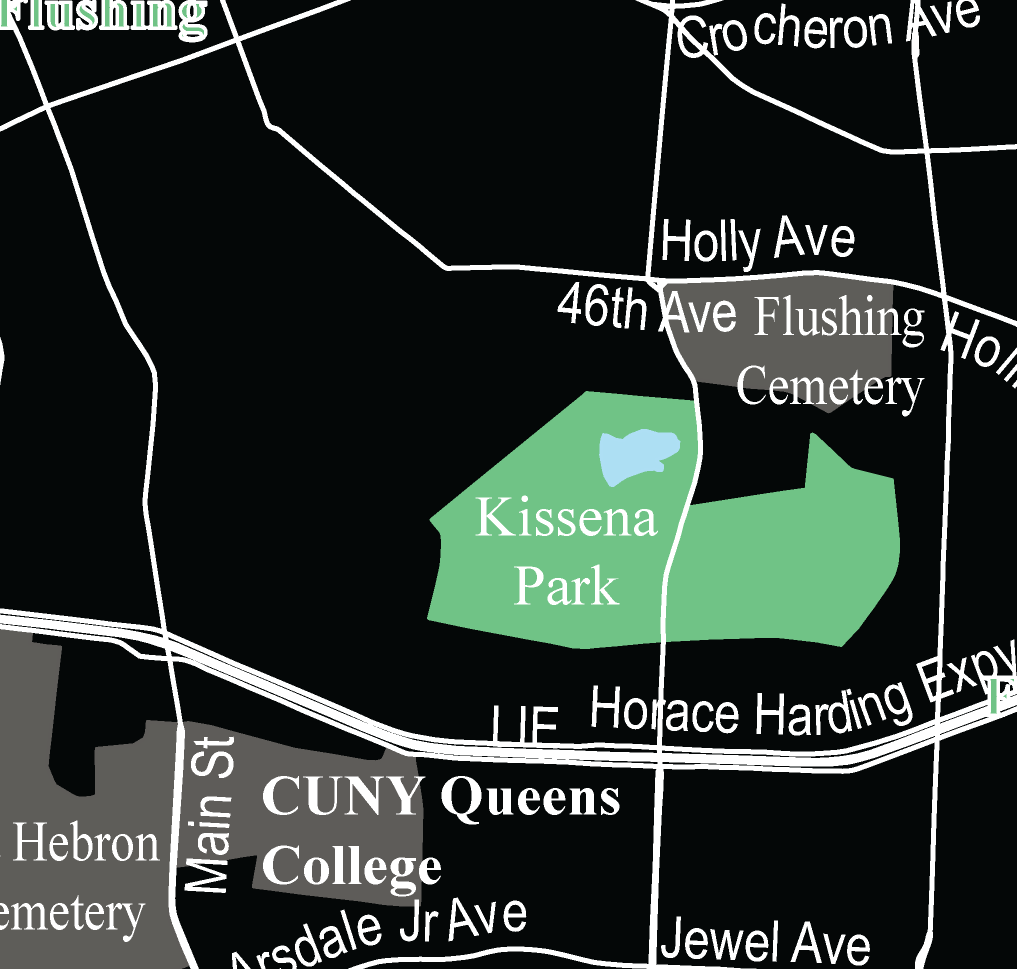 Flushing
Crocheron Ave
Holly Ave
46th Ave
Flushing
Cemetery
Kissena
Park
Horace Harding Expy
LIE
Main St
CUNY Queens
College
Hebron
Arsdale Jr Ave
Jewel Ave